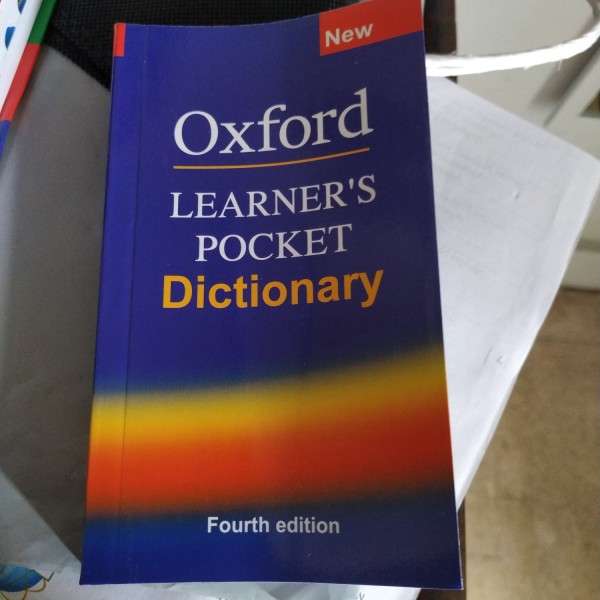 New
Oxford
LEARNER'S
POCKET
Dictionary
Fourth edition